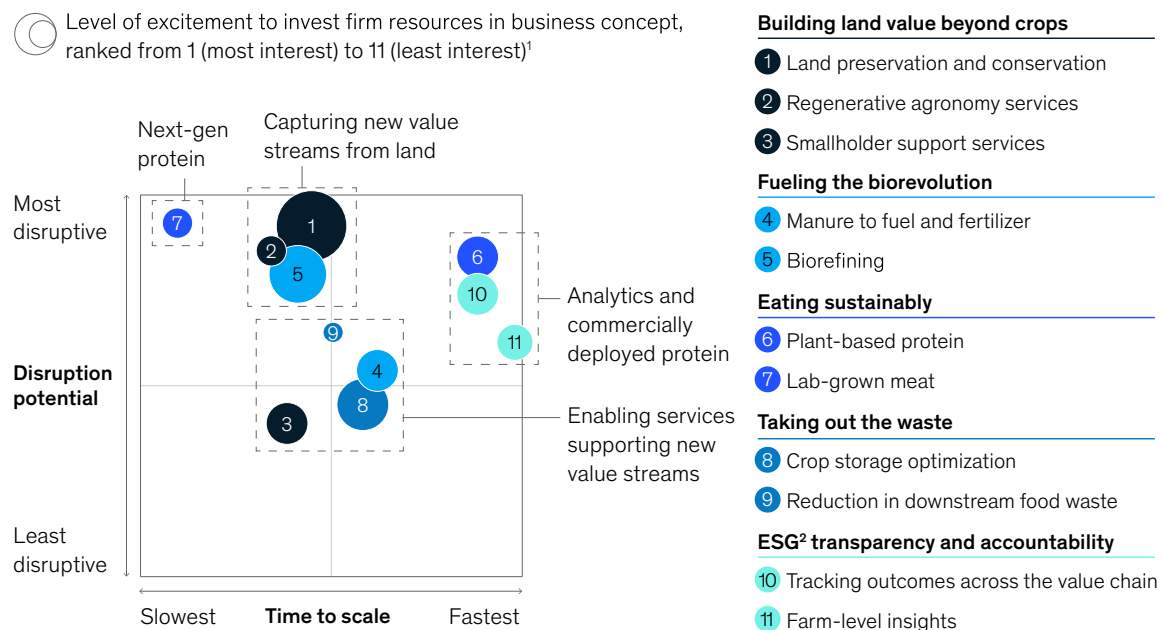 Level of excitement to invest firm resources in business concept,
ranked from 1 (most interest) to 11 (least interest)¹
Next-gen
protein
Capturing new value
streams from land
Most
disruptive
Disruption
potential
Least
disruptive
7
1
2
5
6
10
11
9
4
8
3
Analytics and
commercially
deployed protein
Enabling services
supporting new
value streams
Slowest
Time to scale
Fastest
Building land value beyond crops
1 Land preservation and conservation
2 Regenerative agronomy services
3 Smallholder support services
Fueling the biorevolution
4 Manure to fuel and fertilizer
5 Biorefining
Eating sustainably
6 Plant-based protein
7 Lab-grown meat
Taking out the waste
8 Crop storage optimization
9 Reduction in downstream food waste
ESG² transparency and accountability
10 Tracking outcomes across the value chain
11 Farm-level insights